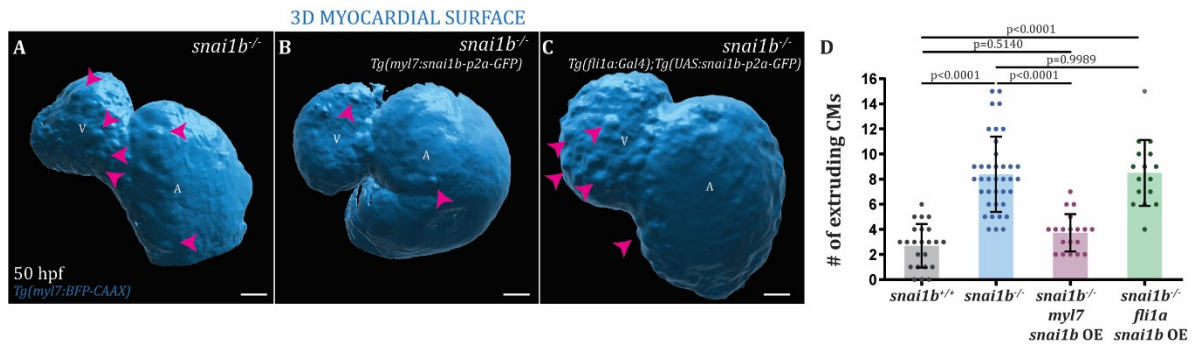 3D MYOCARDIAL SURFACE
A
snai1b-/-
V
A
50 hpf
Tg(myl7:BFP-CAAX)
B
snai1b-/-
Tg(myl7:snai1b-p2a-GFP)
V
A
C
snai1b-/-
Tg(fli1a:Gal4);Tg(UAS:snai1b-p2a-GFP)
V
A
D
p<0.0001
p=0.5140
p=0.9989
p<0.0001 p<0.0001
# of extruding CMs
16
14
12
10
8
6
4
2
0
snai1b+/+
snai1b-/-
snai1b-/-
myl7
snai1b OE
snai1b-/-
fli1a
snai1b OE